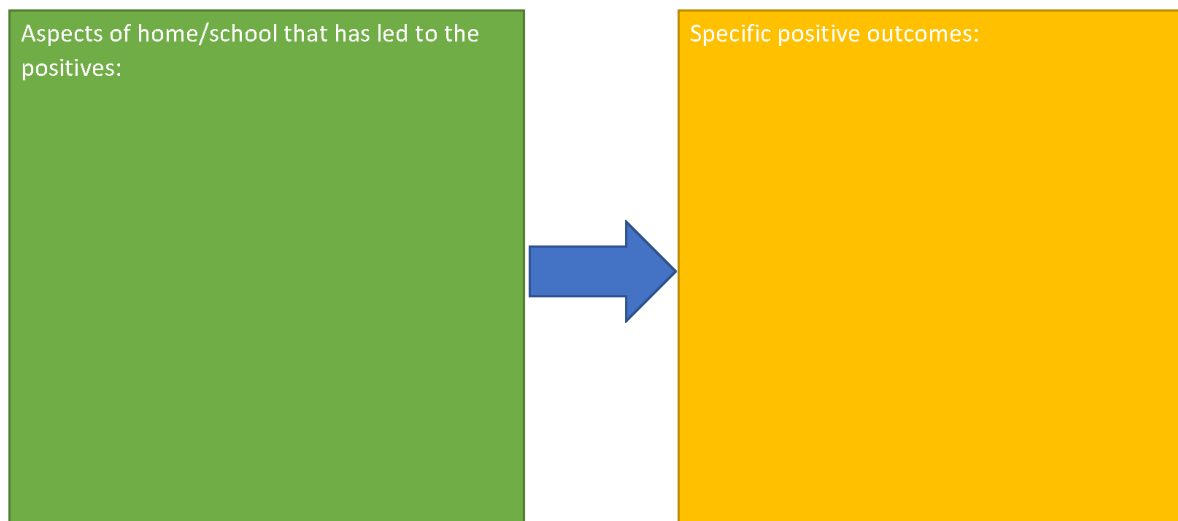 Aspects of home/school that has led to the
positives:
Specific positive outcomes: